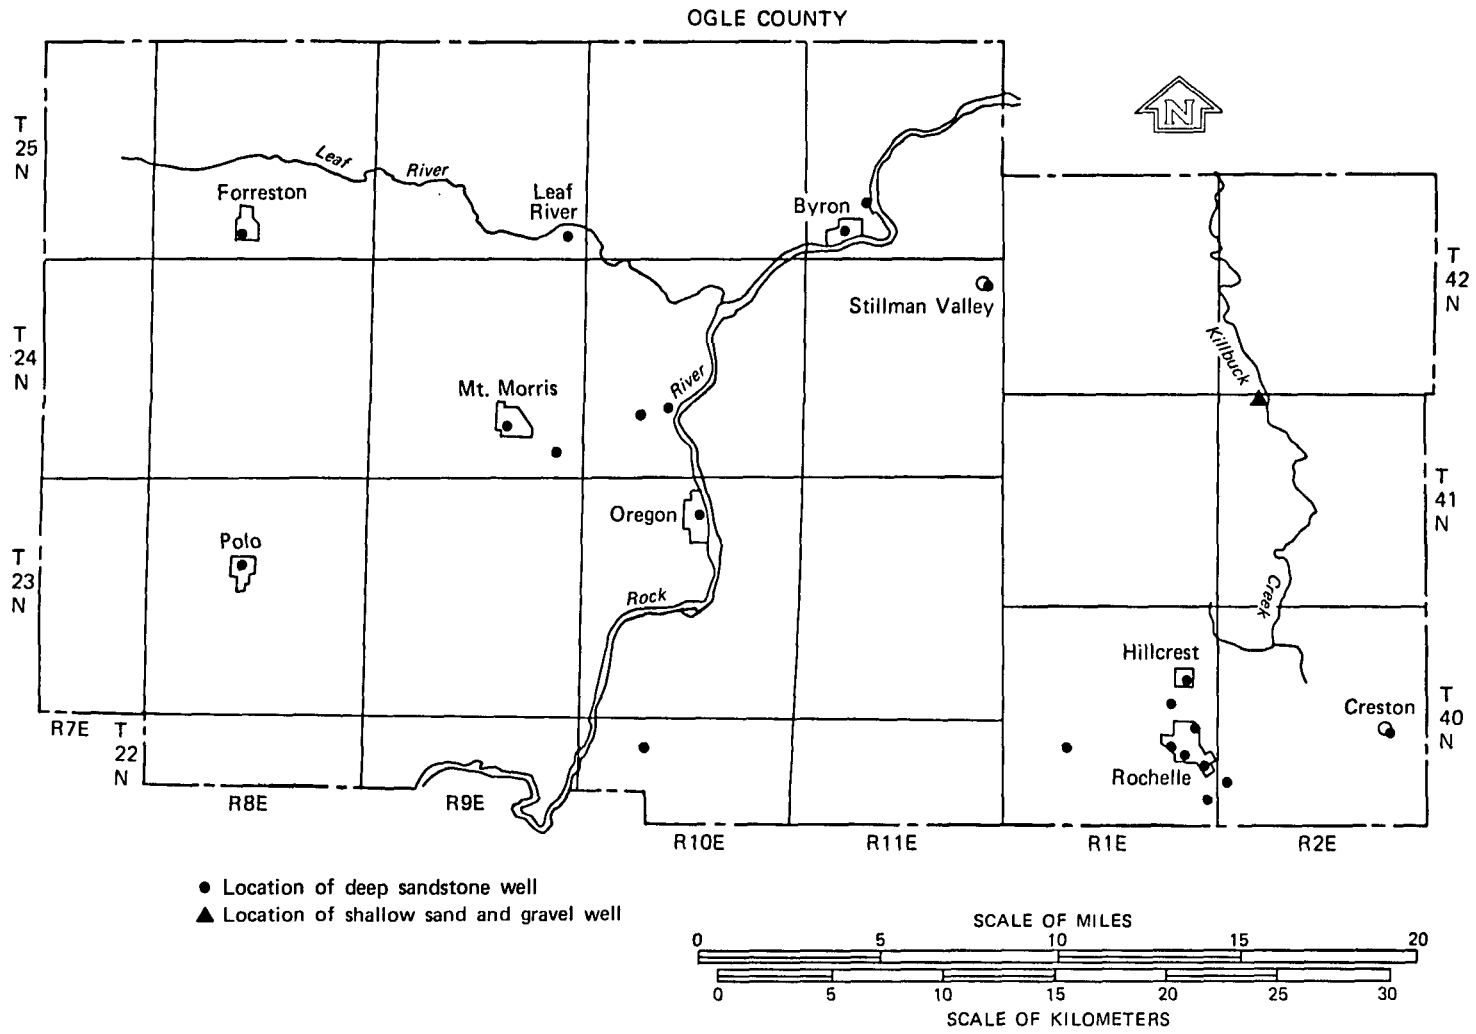 OGLE COUNTY
N
T
25
N
Leaf River
Forreston
Leaf
River
Byron
T
42
N
Stillman Valley
T
24
N
Killbuck Creek
Mt. Morris
River
T
41
N
Oregon
Polo
T
23
N
Rock
Hillcrest
Creston
T
40
N
R7E
T
22
N
Rochelle
R8E
R9E
R10E
R11E
R1E
R2E
Location of deep sandstone well
Location of shallow sand and gravel well
SCALE OF MILES
0 5 10 15 20
0 5 10 15 20 25 30
SCALE OF KILOMETERS